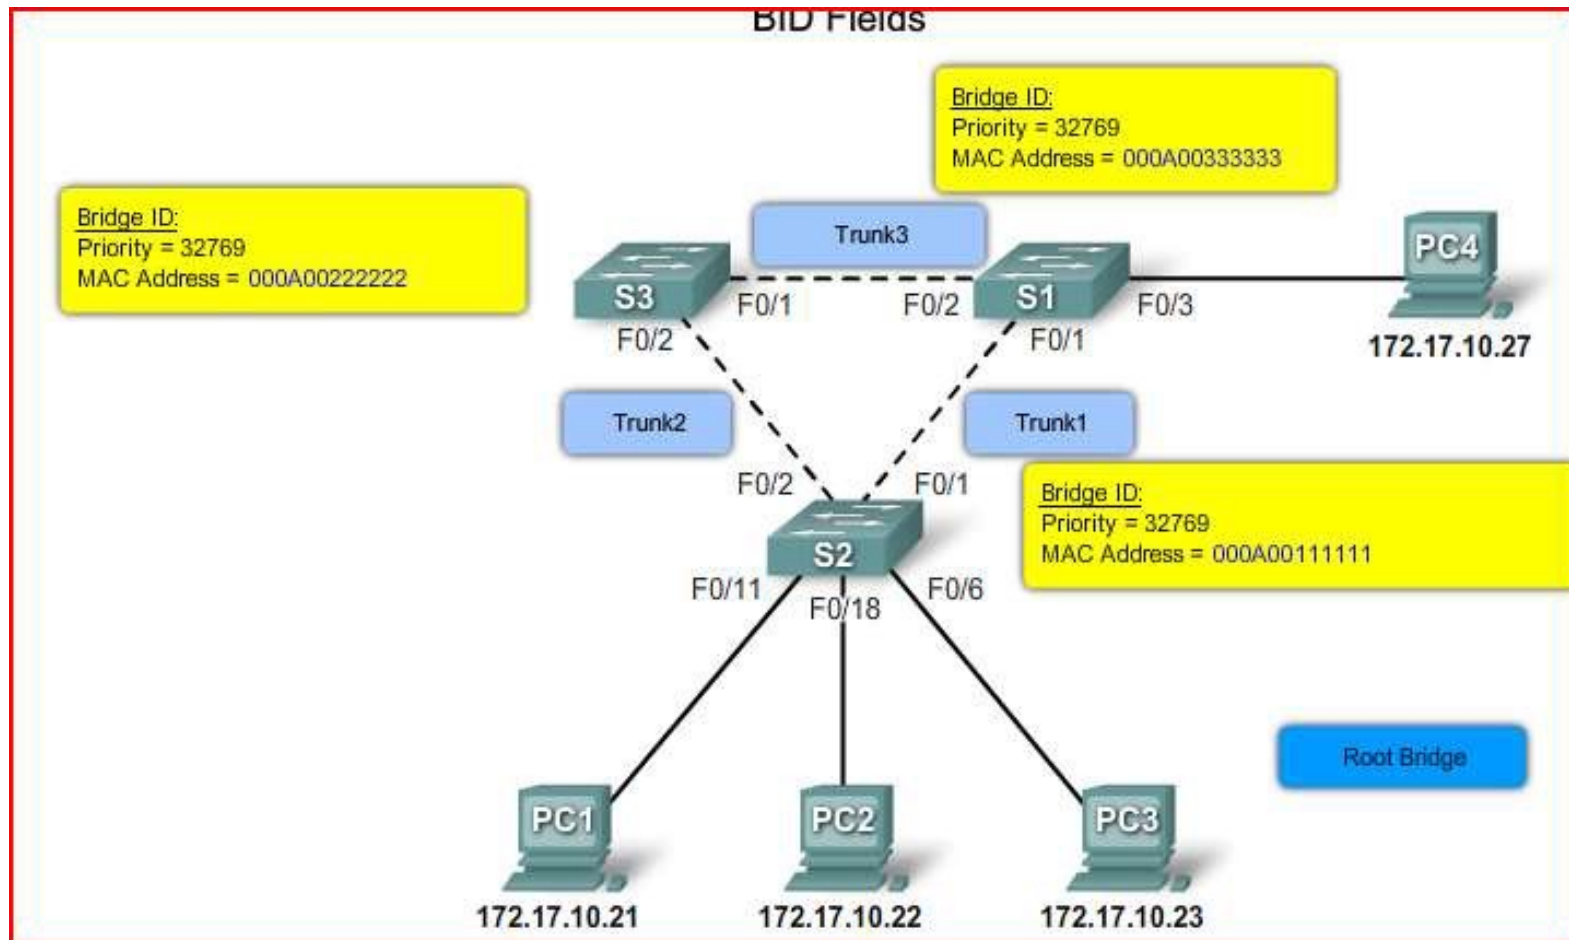 BID Fields
Bridge ID:
Priority = 32769
MAC Address = 000A00333333
Bridge ID:
Priority = 32769
MAC Address = 000A00222222
Trunk3
PC4
S3
F0/1
F0/2
S1
F0/3
F0/2
F0/1
172.17.10.27
Trunk2
Trunk1
F0/2
F0/1
Bridge ID:
Priority = 32769
MAC Address = 000A00111111
S2
F0/11
F0/18
F0/6
Root Bridge
PC1
PC2
PC3
172.17.10.21
172.17.10.22
172.17.10.23